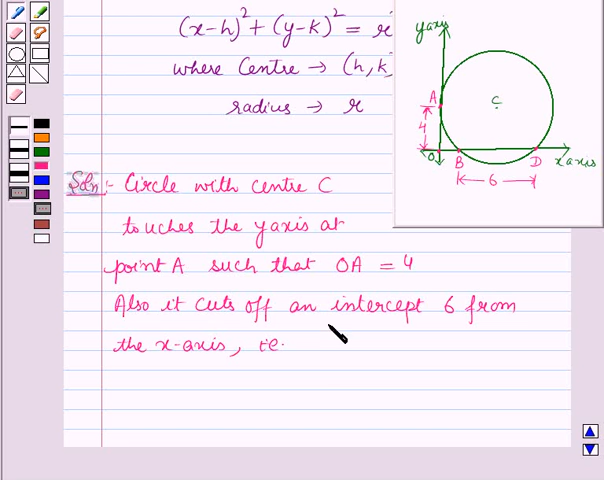 (x-h)² + (y-k)² = r
where Centre → (h, k)
radius → r
y axis
A
4
O
B
C
D
x axis
6
Soln:- Circle with centre C
touches the y axis at
point A such that OA = 4
Also it cuts off an intercept 6 from
the x-axis, ie.